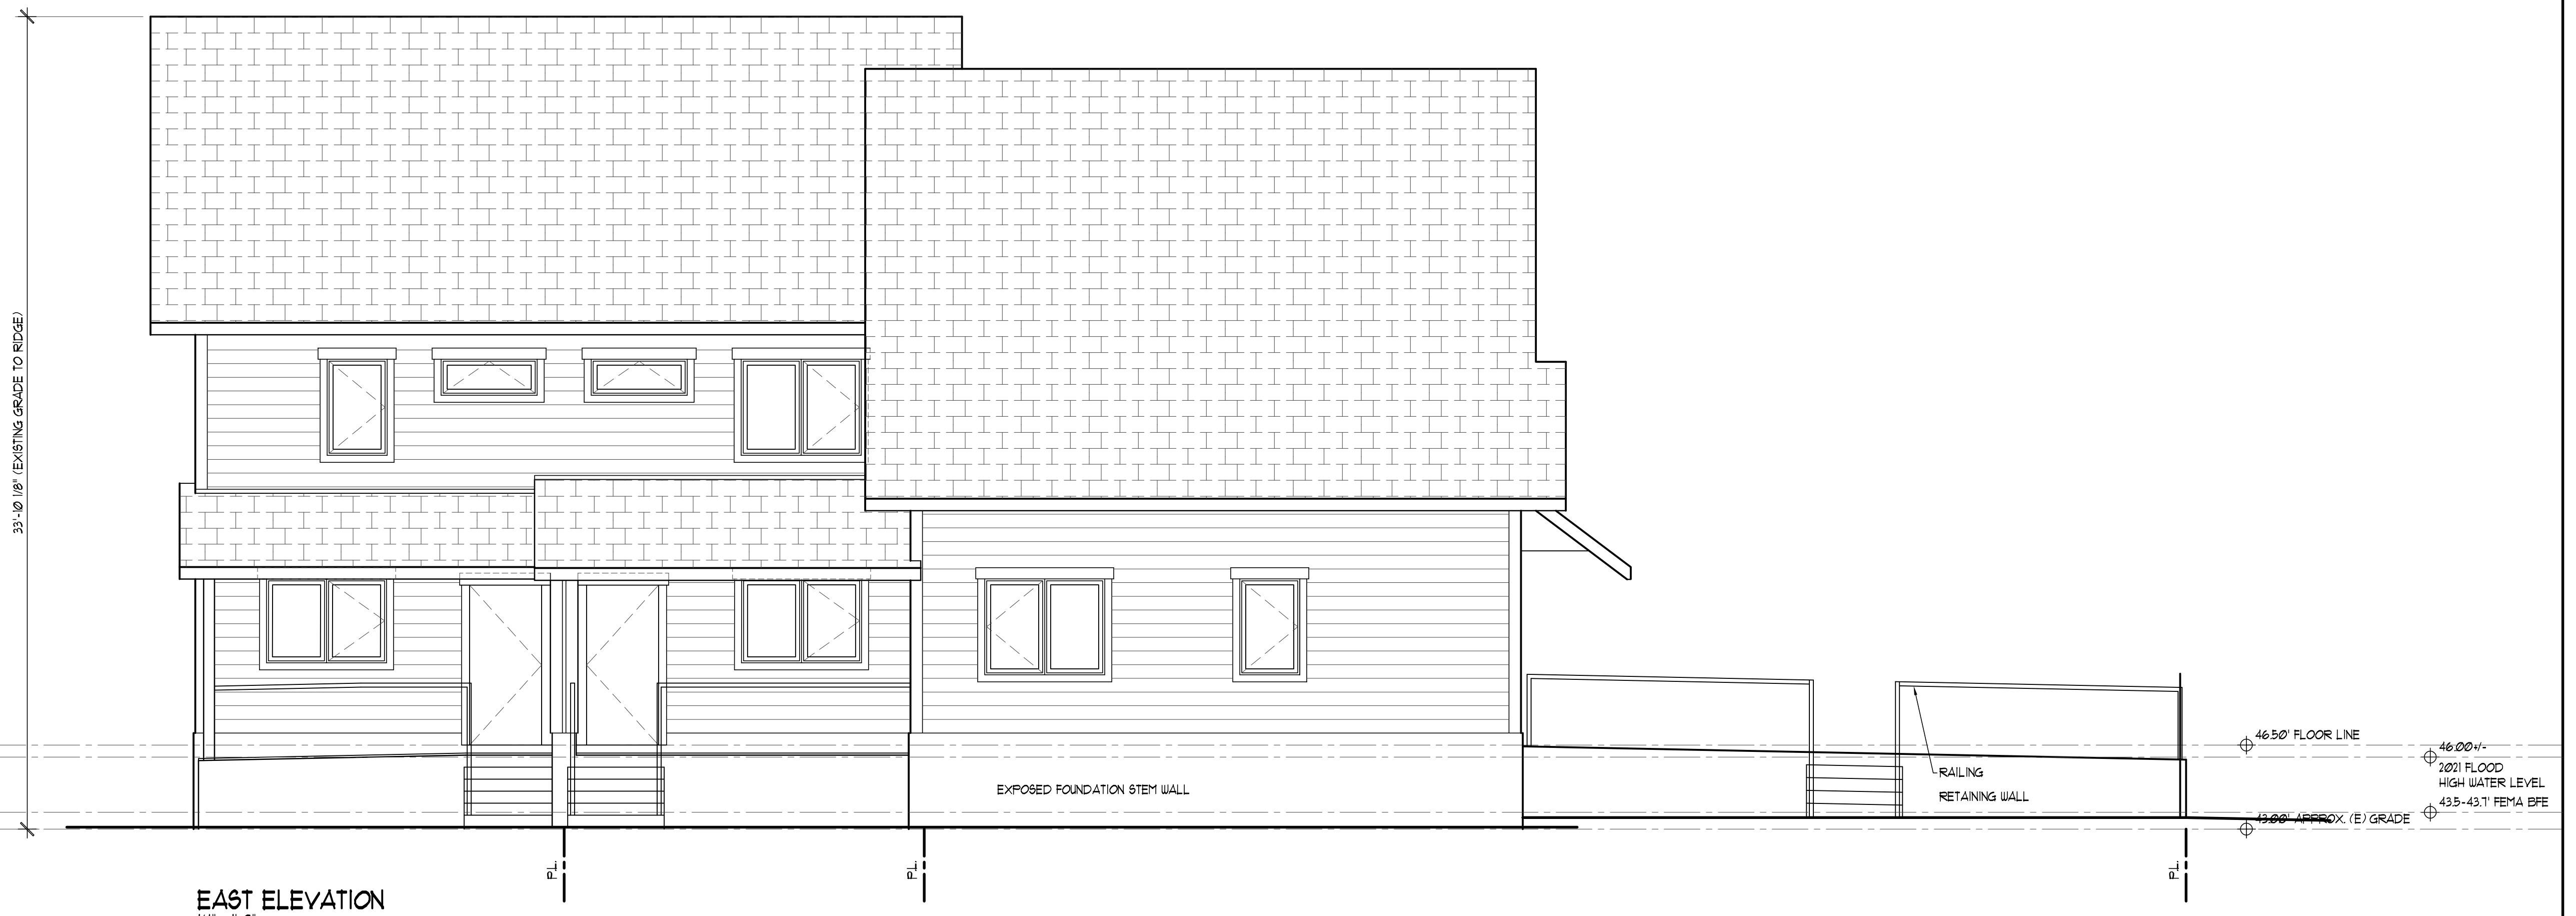 33'-10 1/8" (EXISTING GRADE TO RIDGE)
46.50' FLOOR LINE
46.00+/-
2021 FLOOD
HIGH WATER LEVEL
43.5-43.7' FEMA BFE
43.00' APPROX. (E) GRADE
RAILING
RETAINING WALL
EXPOSED FOUNDATION STEM WALL
P.L.
P.L.
P.L.
EAST ELEVATION